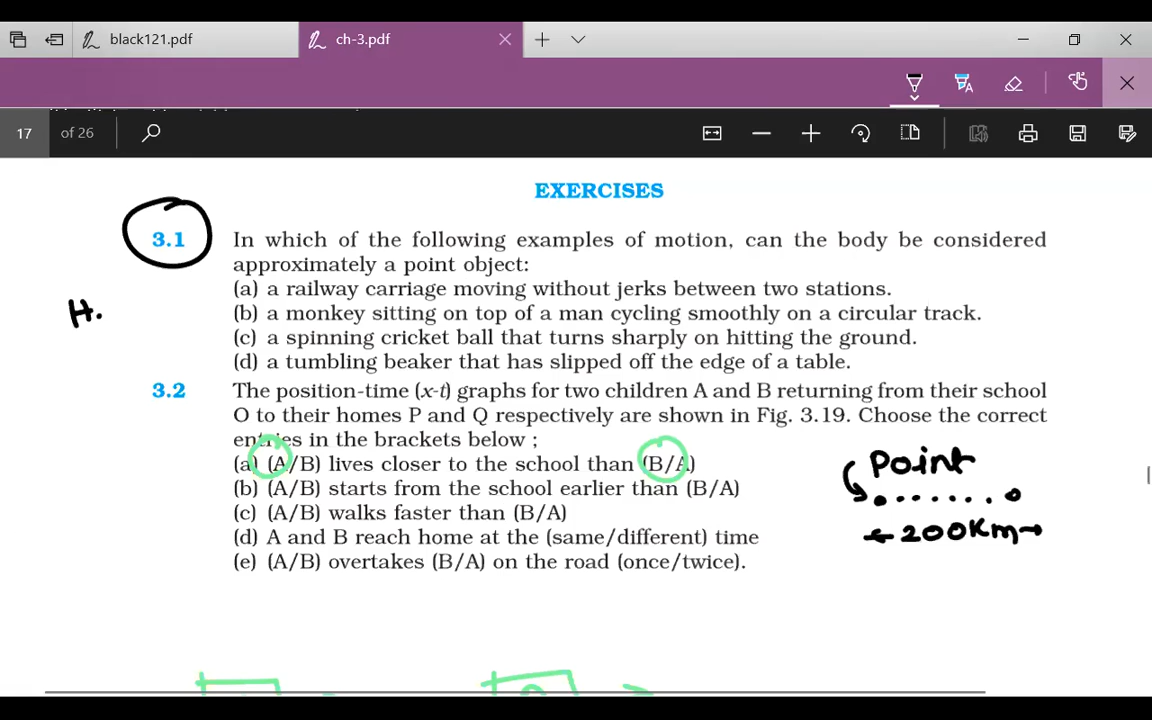 black121.pdf
ch-3.pdf
17 of 26
EXERCISES
3.1 In which of the following examples of motion, can the body be considered
approximately a point object:
(a) a railway carriage moving without jerks between two stations.
H.
(b) a monkey sitting on top of a man cycling smoothly on a circular track.
(c) a spinning cricket ball that turns sharply on hitting the ground.
(d) a tumbling beaker that has slipped off the edge of a table.
3.2 The position-time (x-t) graphs for two children A and B returning from their school
O to their homes P and Q respectively are shown in Fig. 3.19. Choose the correct
entries in the brackets below ;
(a) (A/B) lives closer to the school than (B/A)
(b) (A/B) starts from the school earlier than (B/A)
(c) (A/B) walks faster than (B/A)
(d) A and B reach home at the (same/different) time
(e) (A/B) overtakes (B/A) on the road (once/twice).
Point
200Km